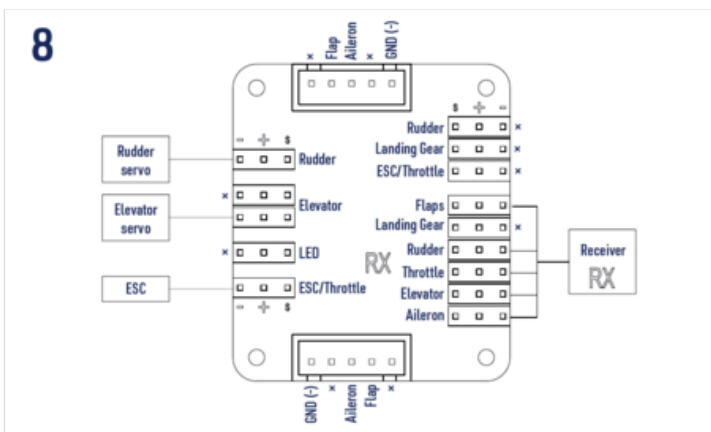 8
×
Flap
Aileron
×
GND (-)
s + -
Rudder ×
Landing Gear ×
ESC/Throttle ×
- + s
Rudder servo
Rudder
×
Elevator
Elevator servo
× LED
ESC
ESC/Throttle
- + s
RX
Flaps
Landing Gear ×
Rudder
Throttle
Elevator
Aileron
Receiver
RX
GND (-)
×
Aileron
Flap
×